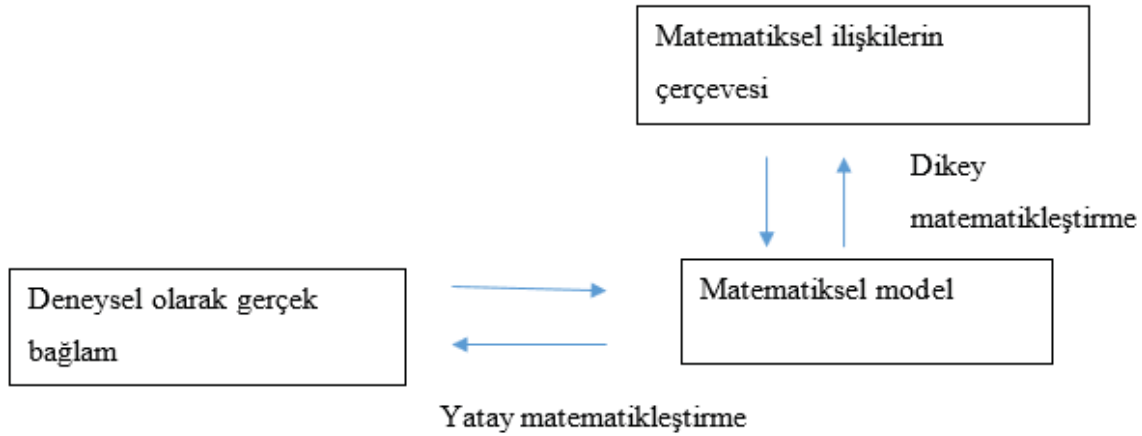 Matematiksel ilişkilerin
çerçevesi
Dikey
matematikleştirme
Deneysel olarak gerçek
bağlam
Matematiksel model
Yatay matematikleştirme